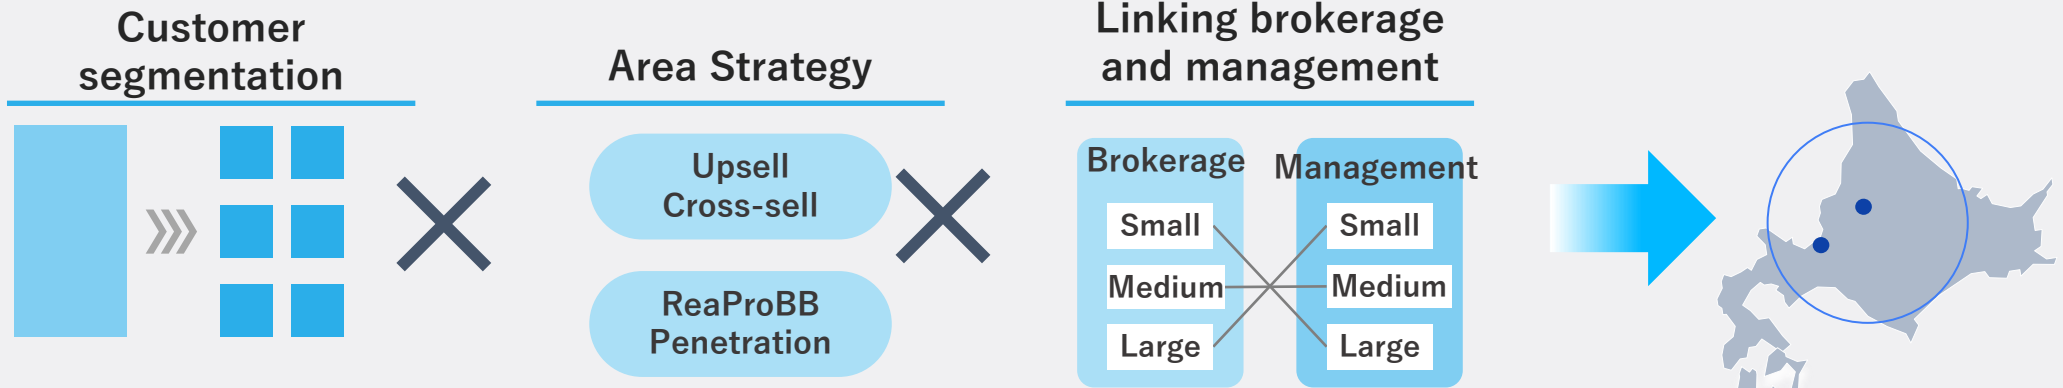 Customer
segmentation
Area Strategy
Upsell
Cross-sell
ReaProBB
Penetration
Linking brokerage
and management
Brokerage
Small
Medium
Large
Management
Small
Medium
Large